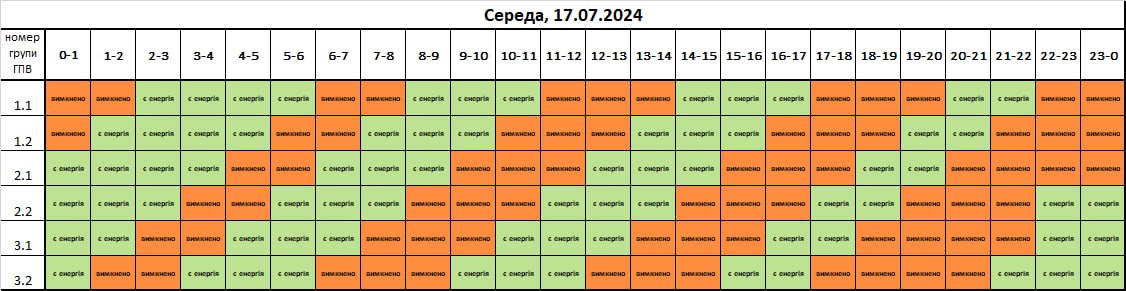 Середа, 17.07.2024
номер групи ГПВ 0-1 1-2 2-3 3-4 4-5 5-6 6-7 7-8 8-9 9-10 10-11 11-12 12-13 13-14 14-15 15-16 16-17 17-18 18-19 19-20 20-21 21-22 22-23 23-0
1.1 вимкнено вимкнено є енергія є енергія є енергія є енергія вимкнено вимкнено є енергія є енергія є енергія вимкнено вимкнено вимкнено є енергія є енергія є енергія вимкнено вимкнено вимкнено є енергія є енергія вимкнено вимкнено
1.2 вимкнено є енергія є енергія є енергія є енергія вимкнено вимкнено є енергія є енергія є енергія вимкнено вимкнено вимкнено є енергія є енергія є енергія вимкнено вимкнено вимкнено є енергія є енергія вимкнено вимкнено вимкнено
2.1 є енергія є енергія є енергія є енергія вимкнено вимкнено є енергія є енергія є енергія вимкнено вимкнено вимкнено є енергія є енергія є енергія вимкнено вимкнено вимкнено є енергія є енергія вимкнено вимкнено вимкнено вимкнено
2.2 є енергія є енергія є енергія вимкнено вимкнено є енергія є енергія є енергія вимкнено вимкнено вимкнено є енергія є енергія є енергія вимкнено вимкнено вимкнено є енергія є енергія вимкнено вимкнено вимкнено є енергія є енергія
3.1 є енергія є енергія вимкнено вимкнено є енергія є енергія є енергія вимкнено вимкнено вимкнено є енергія є енергія є енергія вимкнено вимкнено вимкнено є енергія є енергія вимкнено вимкнено вимкнено вимкнено є енергія є енергія
3.2 є енергія вимкнено вимкнено є енергія є енергія є енергія вимкнено вимкнено вимкнено є енергія є енергія є енергія вимкнено вимкнено вимкнено є енергія є енергія вимкнено вимкнено вимкнено вимкнено є енергія є енергія є енергія